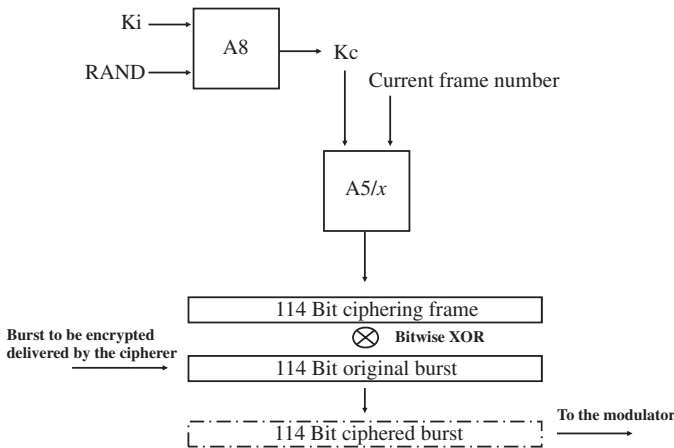 Ki
A8
Kc
RAND
Current frame number
A5/x
114 Bit ciphering frame
Burst to be encrypted
delivered by the cipherer
Bitwise XOR
114 Bit original burst
To the modulator
114 Bit ciphered burst